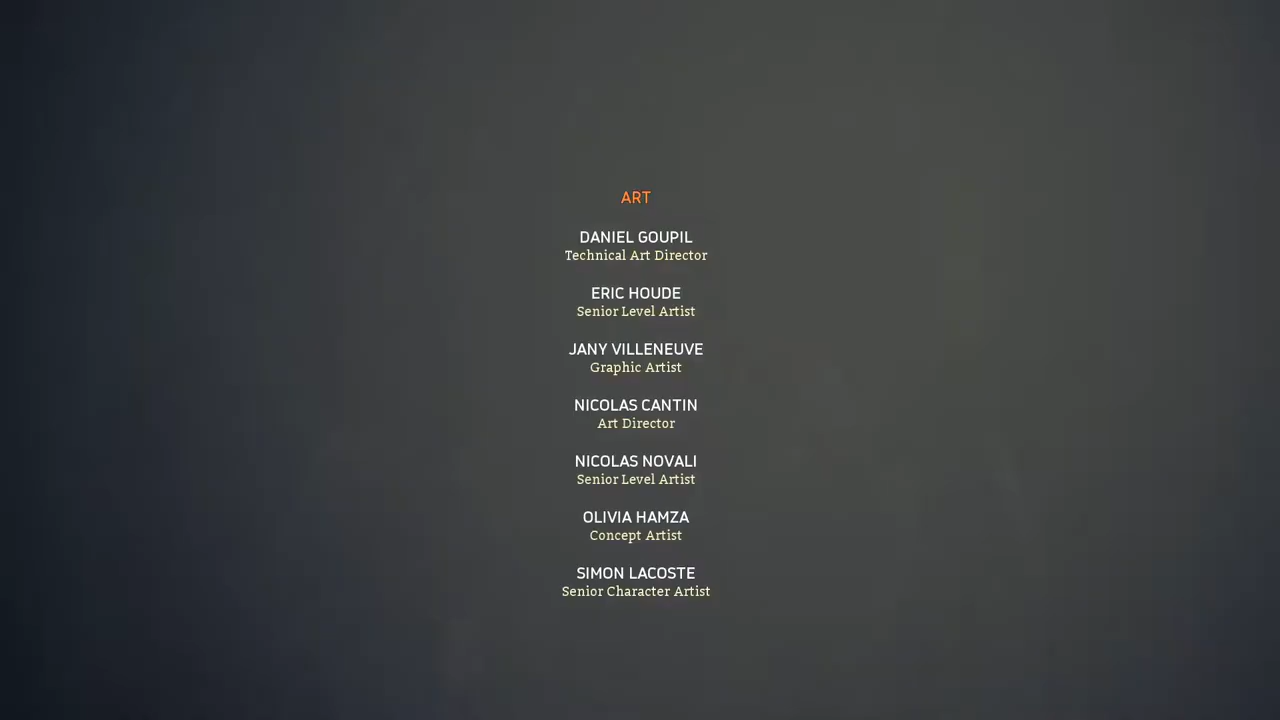 ART
DANIEL GOUPIL
Technical Art Director
ERIC HOUDE
Senior Level Artist
JANY VILLENEUVE
Graphic Artist
NICOLAS CANTIN
Art Director
NICOLAS NOVALI
Senior Level Artist
OLIVIA HAMZA
Concept Artist
SIMON LACOSTE
Senior Character Artist